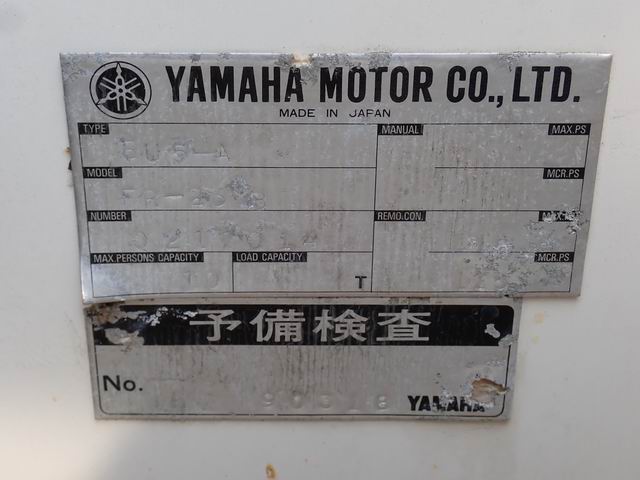 YAMAHA MOTOR CO., LTD.
MADE IN JAPAN
TYPE
MANUAL
MAX.PS
MODEL
MCR.PS
NUMBER
REMO.CON.
MAX.PERSONS CAPACITY
LOAD CAPACITY
MCR.PS
10
T
予備検査
No.
YAMAHA